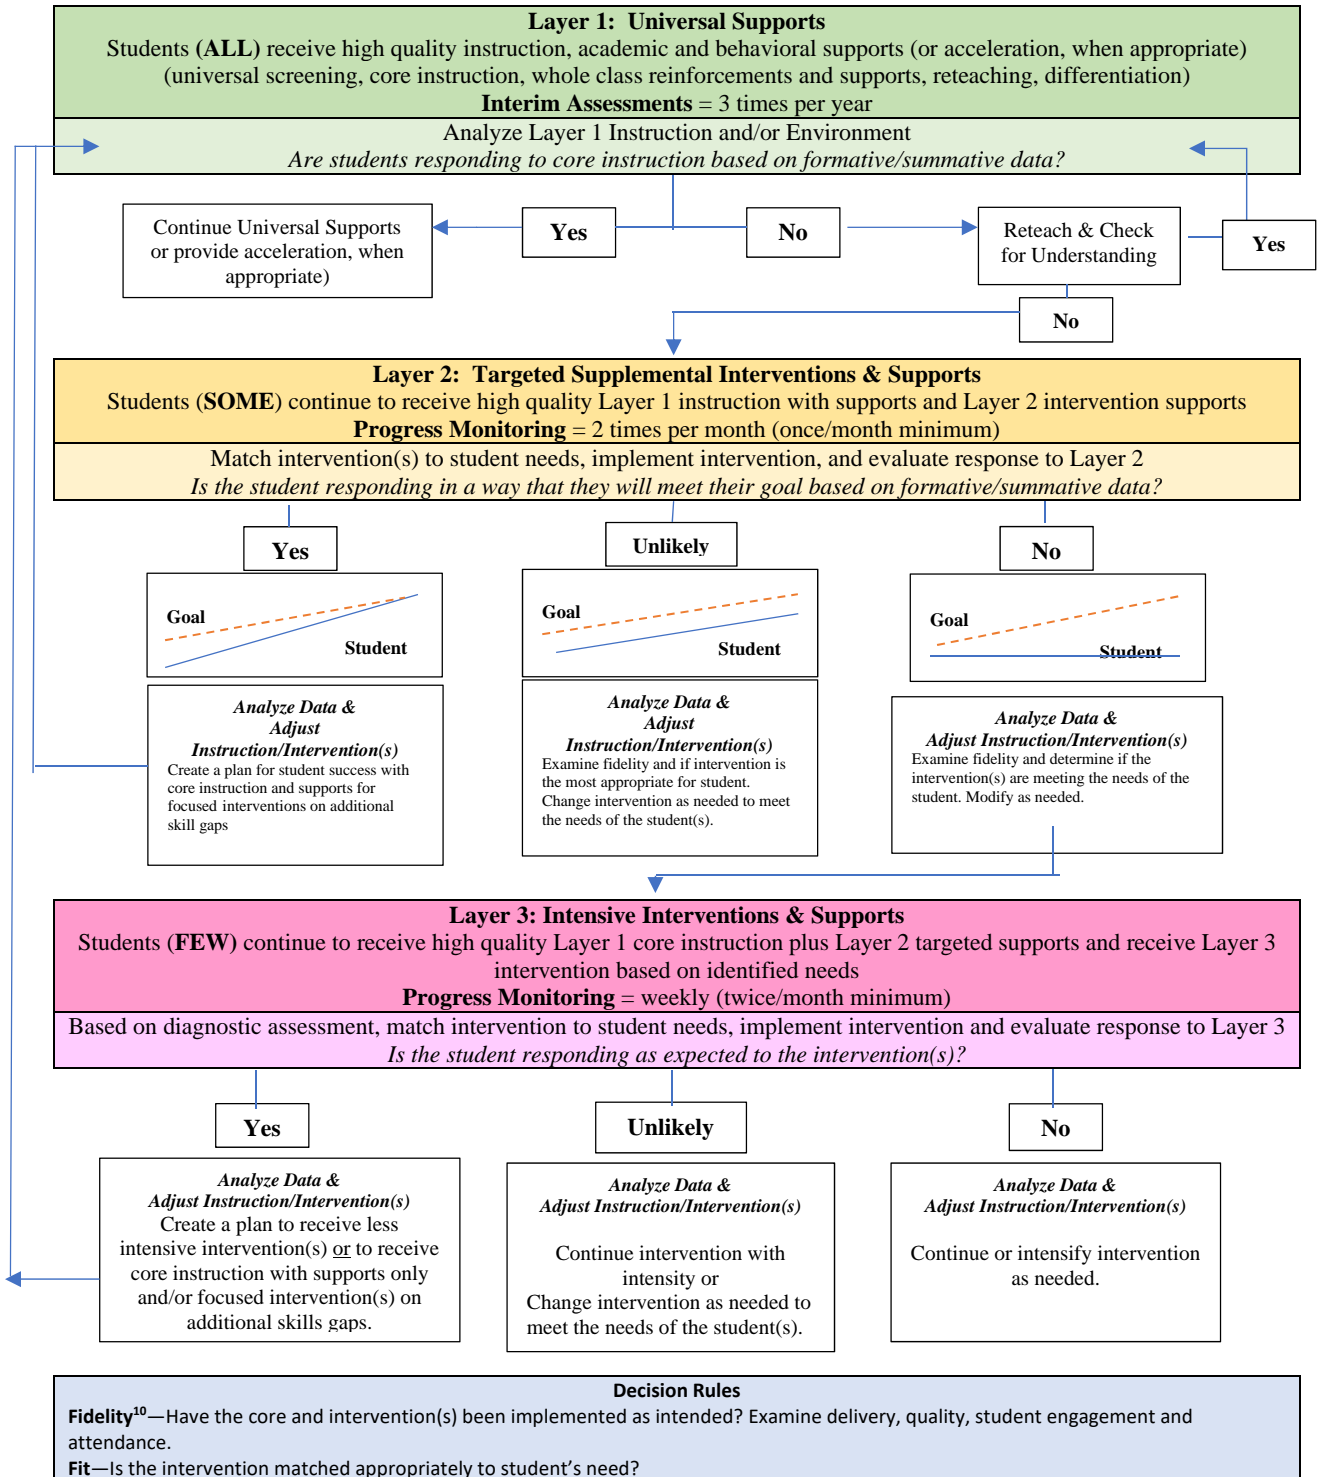 Layer 1:  Universal Supports
Students (ALL) receive high quality instruction, academic and behavioral supports (or acceleration, when appropriate)
(universal screening, core instruction, whole class reinforcements and supports, reteaching, differentiation)
Interim Assessments = 3 times per year
Analyze Layer 1 Instruction and/or Environment
Are students responding to core instruction based on formative/summative data?
Continue Universal Supports
or provide acceleration, when
appropriate)
Yes
No
Reteach & Check
for Understanding
Yes
No
Layer 2:  Targeted Supplemental Interventions & Supports
Students (SOME) continue to receive high quality Layer 1 instruction with supports and Layer 2 intervention supports
Progress Monitoring = 2 times per month (once/month minimum)
Match intervention(s) to student needs, implement intervention, and evaluate response to Layer 2
Is the student responding in a way that they will meet their goal based on formative/summative data?
Yes
Goal
Student
Analyze Data &
Adjust
Instruction/Intervention(s)
Create a plan for student success with
core instruction and supports for
focused interventions on additional
skill gaps
Unlikely
Goal
Student
Analyze Data &
Adjust
Instruction/Intervention(s)
Examine fidelity and if intervention is
the most appropriate for student.
Change intervention as needed to meet
the needs of the student(s).
No
Goal
Student
Analyze Data &
Adjust Instruction/Intervention(s)
Examine fidelity and determine if the
intervention(s) are meeting the needs of the
student. Modify as needed.
Layer 3: Intensive Interventions & Supports
Students (FEW) continue to receive high quality Layer 1 core instruction plus Layer 2 targeted supports and receive Layer 3
intervention based on identified needs
Progress Monitoring = weekly (twice/month minimum)
Based on diagnostic assessment, match intervention to student needs, implement intervention and evaluate response to Layer 3
Is the student responding as expected to the intervention(s)?
Yes
Analyze Data &
Adjust Instruction/Intervention(s)
Create a plan to receive less
intensive intervention(s) or to receive
core instruction with supports only
and/or focused intervention(s) on
additional skills gaps.
Unlikely
Analyze Data &
Adjust Instruction/Intervention(s)
Continue intervention with
intensity or
Change intervention as needed to
meet the needs of the student(s).
No
Analyze Data &
Adjust Instruction/Intervention(s)
Continue or intensify intervention
as needed.
Decision Rules
Fidelity¹⁰—Have the core and intervention(s) been implemented as intended? Examine delivery, quality, student engagement and
attendance.
Fit—Is the intervention matched appropriately to student's need?